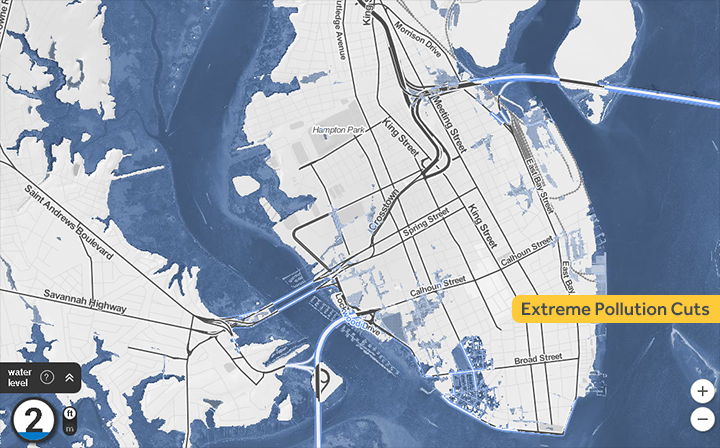 King St
Rutledge Avenue
Morrison Drive
Meeting Street
Hampton Park
King Street
East Bay Street
Saint Andrews Boulevard
Crosstown
Spring Street
King Street
Calhoun Street
East Bay
Calhoun Street
Savannah Highway
Extreme Pollution Cuts
Lockwood Drive
Broad Street
water
level
?
2
ft
m
+
−